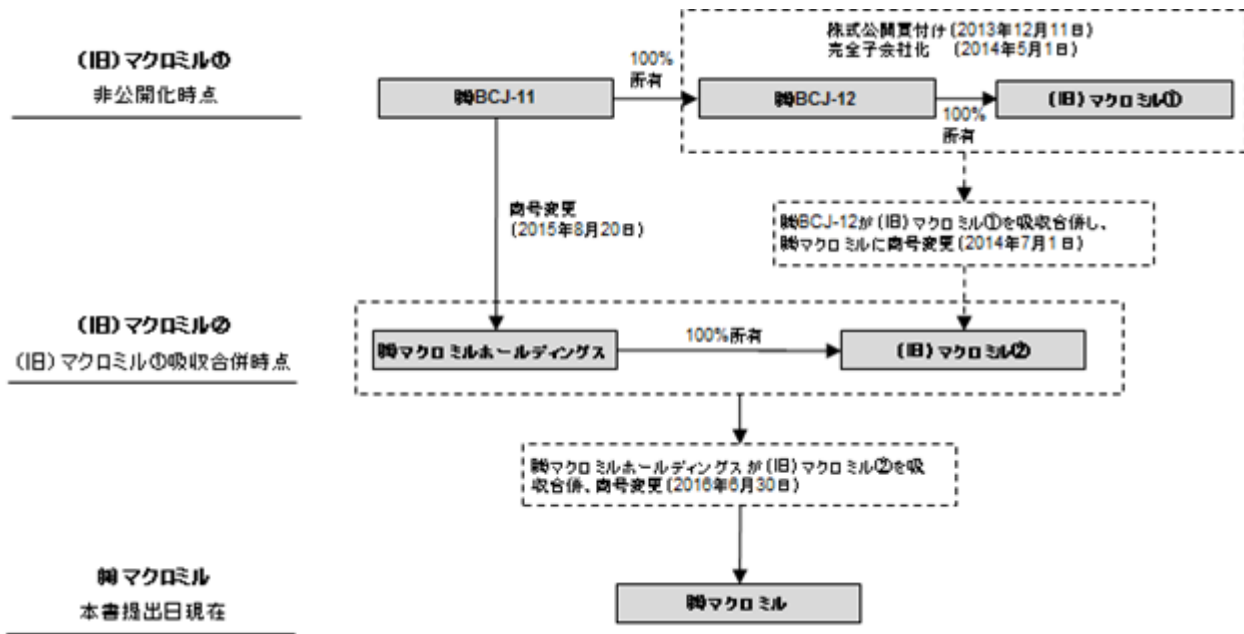 株式公開買付け(2013年12月11日)
完全子会社化 (2014年5月1日)
(旧)マクロミル①
非公開化時点
100%
所有
㈱BCJ-11
㈱BCJ-12
(旧)マクロミル①
100%
所有
商号変更
(2015年8月20日)
㈱BCJ-12が(旧)マクロミル①を吸収合併し、
㈱マクロミルに商号変更(2014年7月1日)
(旧)マクロミル②
(旧)マクロミル①吸収合併時点
㈱マクロミルホールディングス
100%所有
(旧)マクロミル②
㈱マクロミルホールディングスが(旧)マクロミル②を吸
収合併、商号変更(2016年6月30日)
㈱マクロミル
本書提出日現在
㈱マクロミル